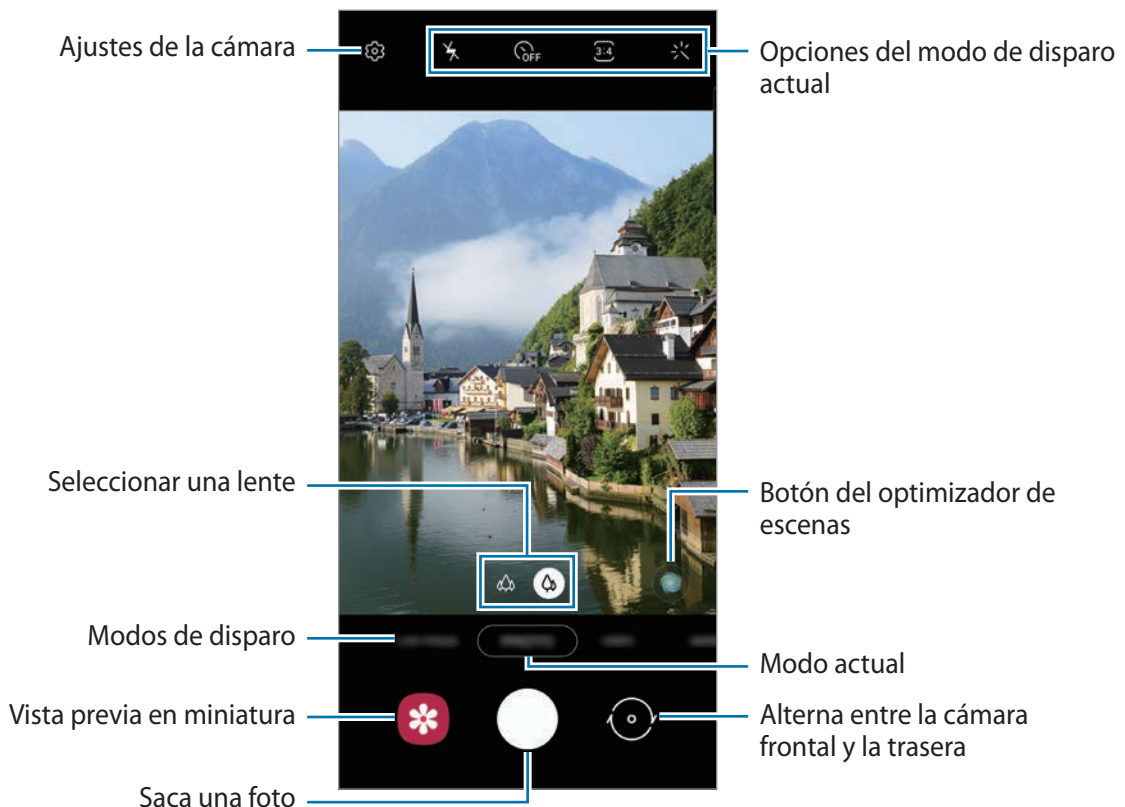 Ajustes de la cámara
OFF
3:4
Opciones del modo de disparo
actual
Seleccionar una lente
Botón del optimizador de
escenas
Modos de disparo
Modo actual
Vista previa en miniatura
Alterna entre la cámara
frontal y la trasera
Saca una foto